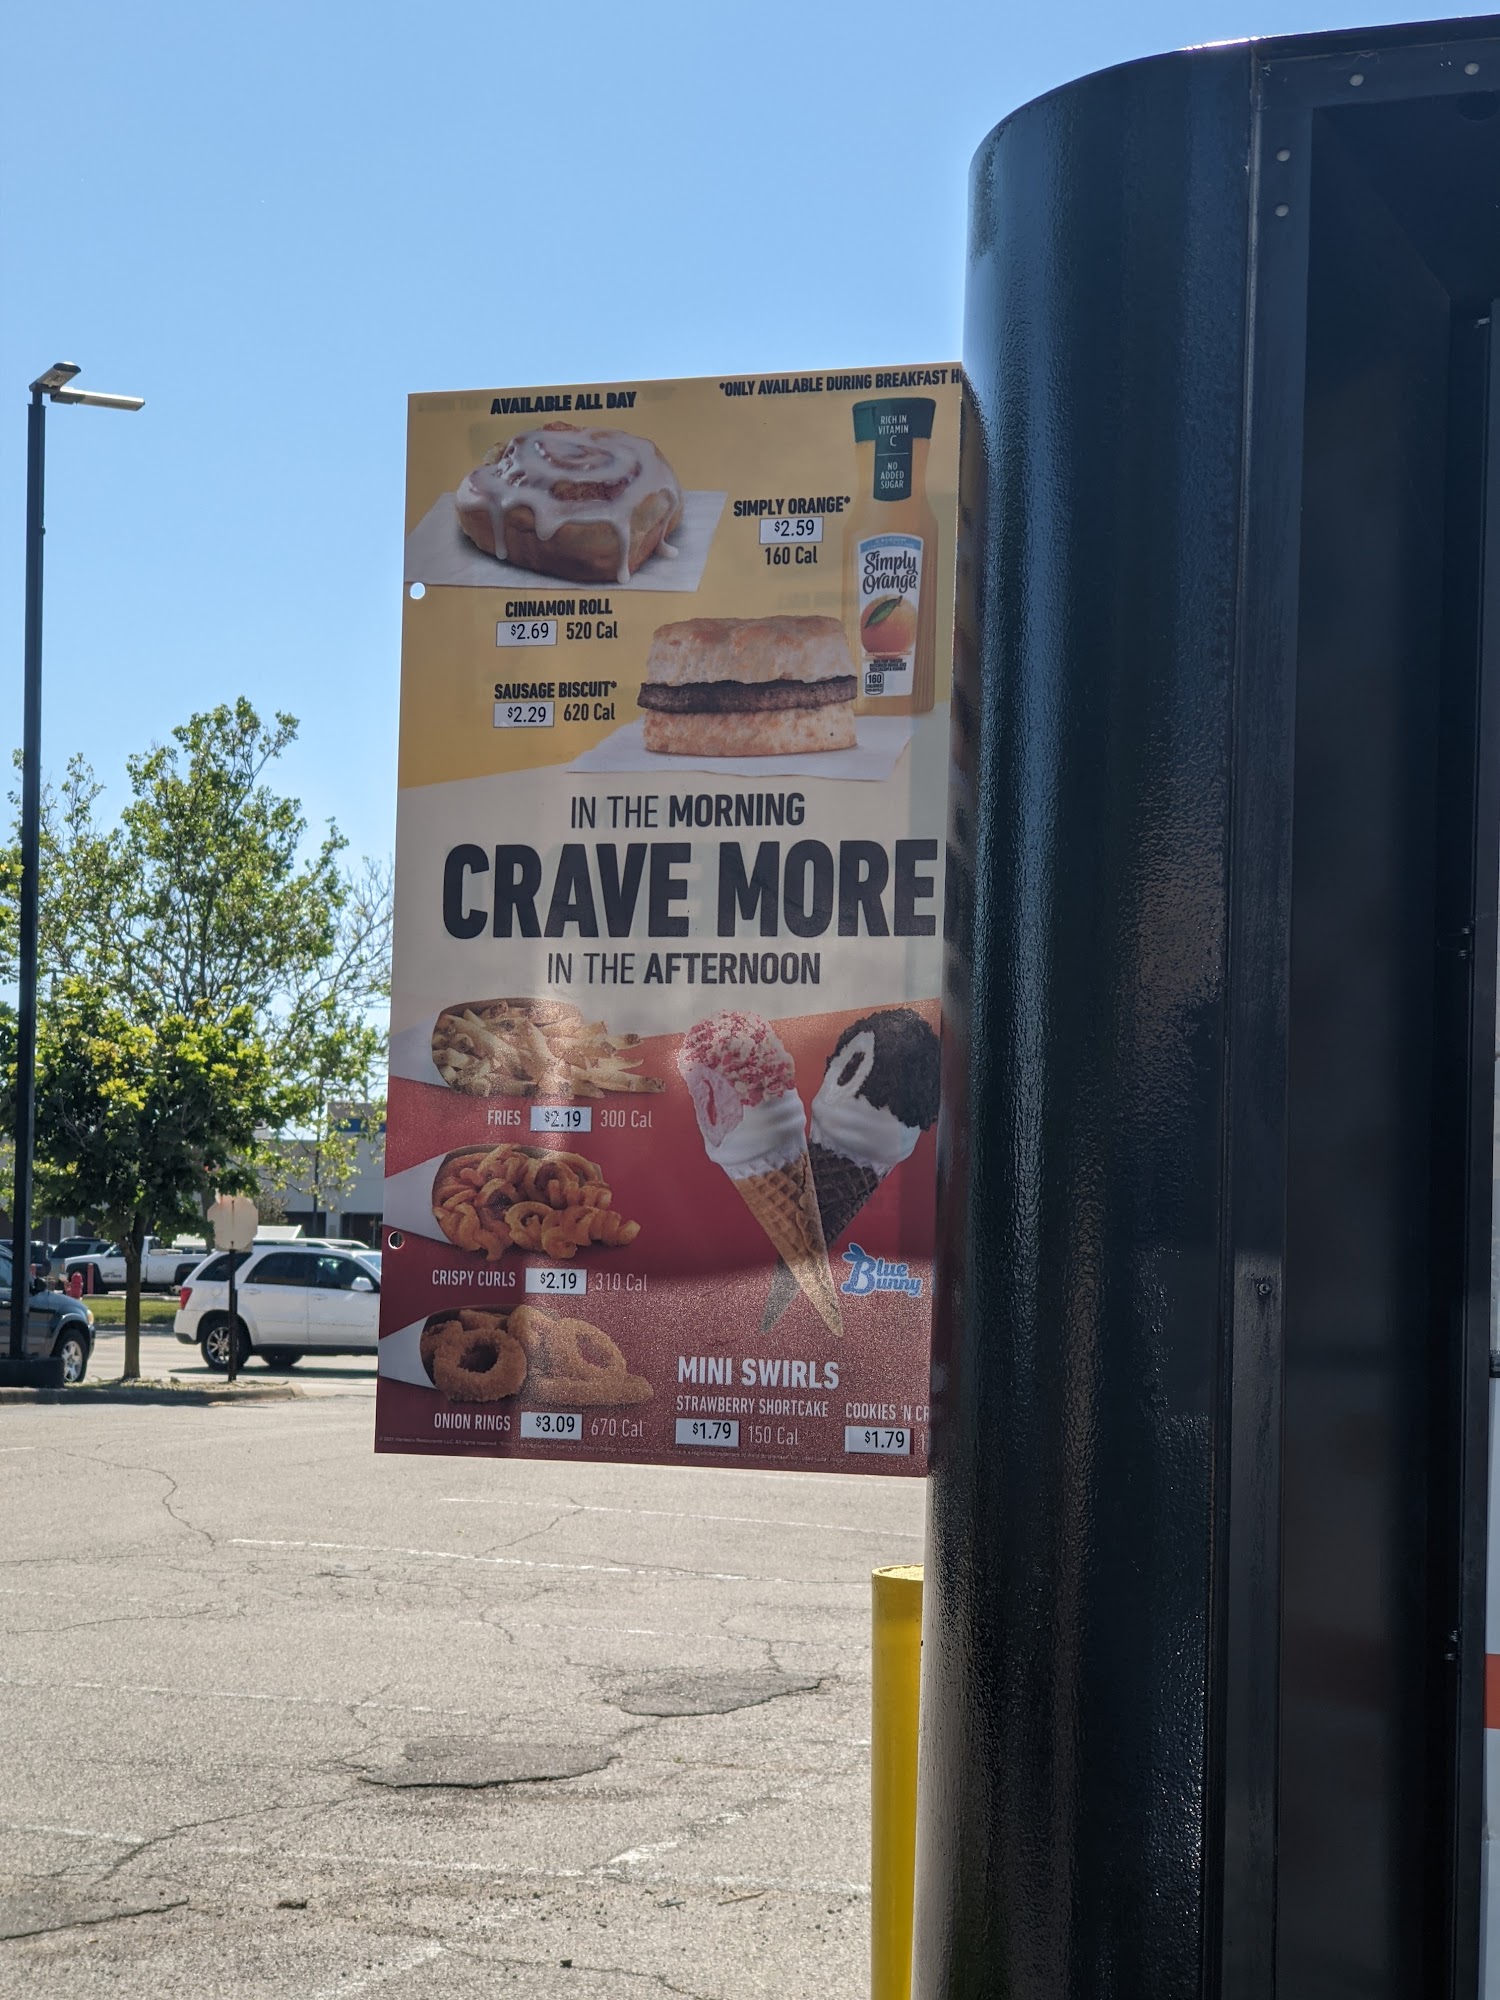 AVAILABLE ALL DAY
*ONLY AVAILABLE DURING BREAKFAST
RICH IN
VITAMIN
C
NO
ADDED
SUGAR
SIMPLY ORANGE*
$2.59
160 Cal
Simply
Orange
180
CINNAMON ROLL
$2.69 520 Cal
SAUSAGE BISCUIT*
$2.29 620 Cal
IN THE MORNING
CRAVE MORE
IN THE AFTERNOON
FRIES $2.19 300 Cal
CRISPY CURLS $2.19 310 Cal
Blue
Bunny
ONION RINGS $3.09 670 Cal
MINI SWIRLS
STRAWBERRY SHORTCAKE
$1.79 150 Cal
COOKIES 'N
$1.79